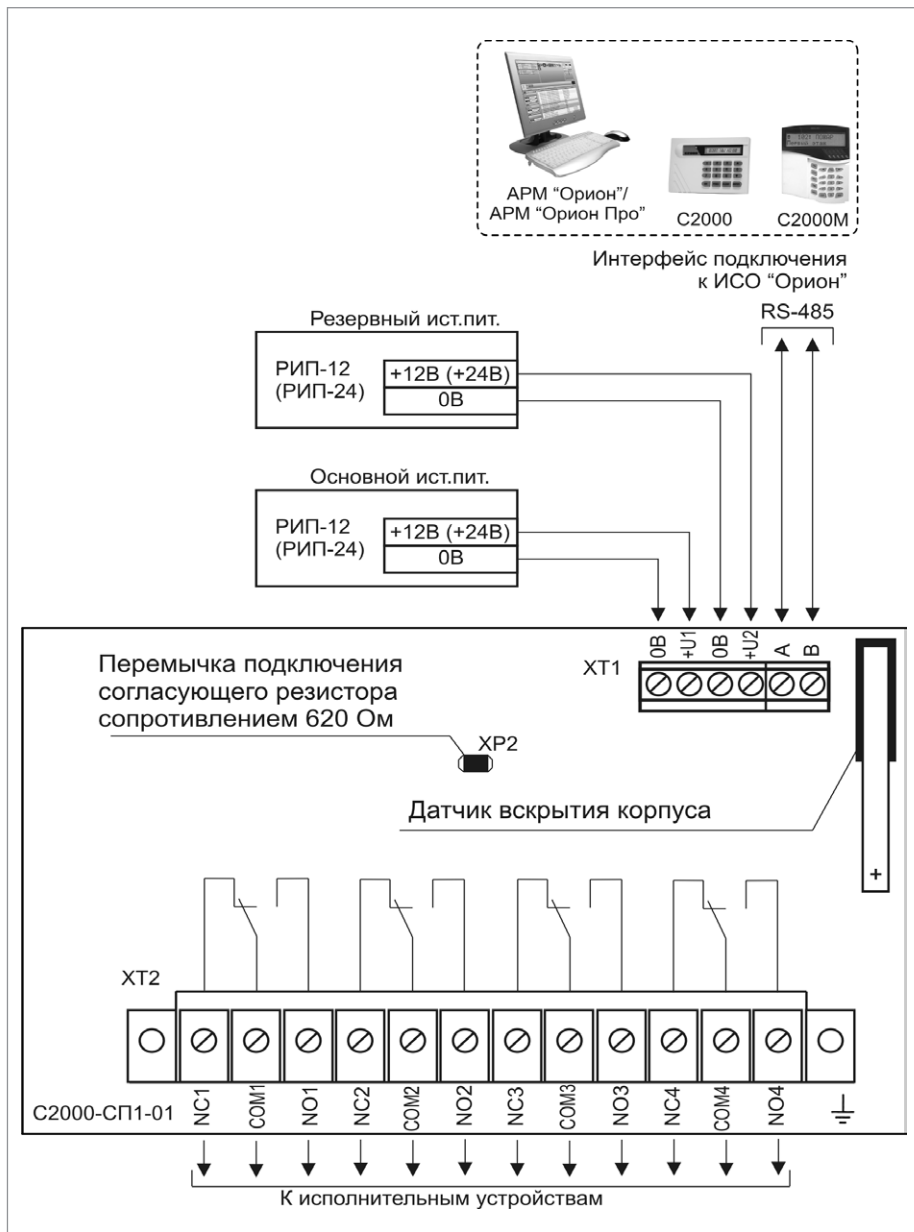 АРМ “Орион”/
АРМ “Орион Про”
С2000
С2000М
Интерфейс подключения
к ИСО “Орион”
RS-485
Резервный ист.пит.
РИП-12
(РИП-24)
+12В (+24В)
0В
Основной ист.пит.
РИП-12
(РИП-24)
+12В (+24В)
0В
XT1
0В
+U1
0В
+U2
A
B
Перемычка подключения
согласующего резистора
сопротивлением 620 Ом
XP2
Датчик вскрытия корпуса
+
XT2
С2000-СП1-01
NC1
COM1
NO1
NC2
COM2
NO2
NC3
COM3
NO3
NC4
COM4
NO4
К исполнительным устройствам